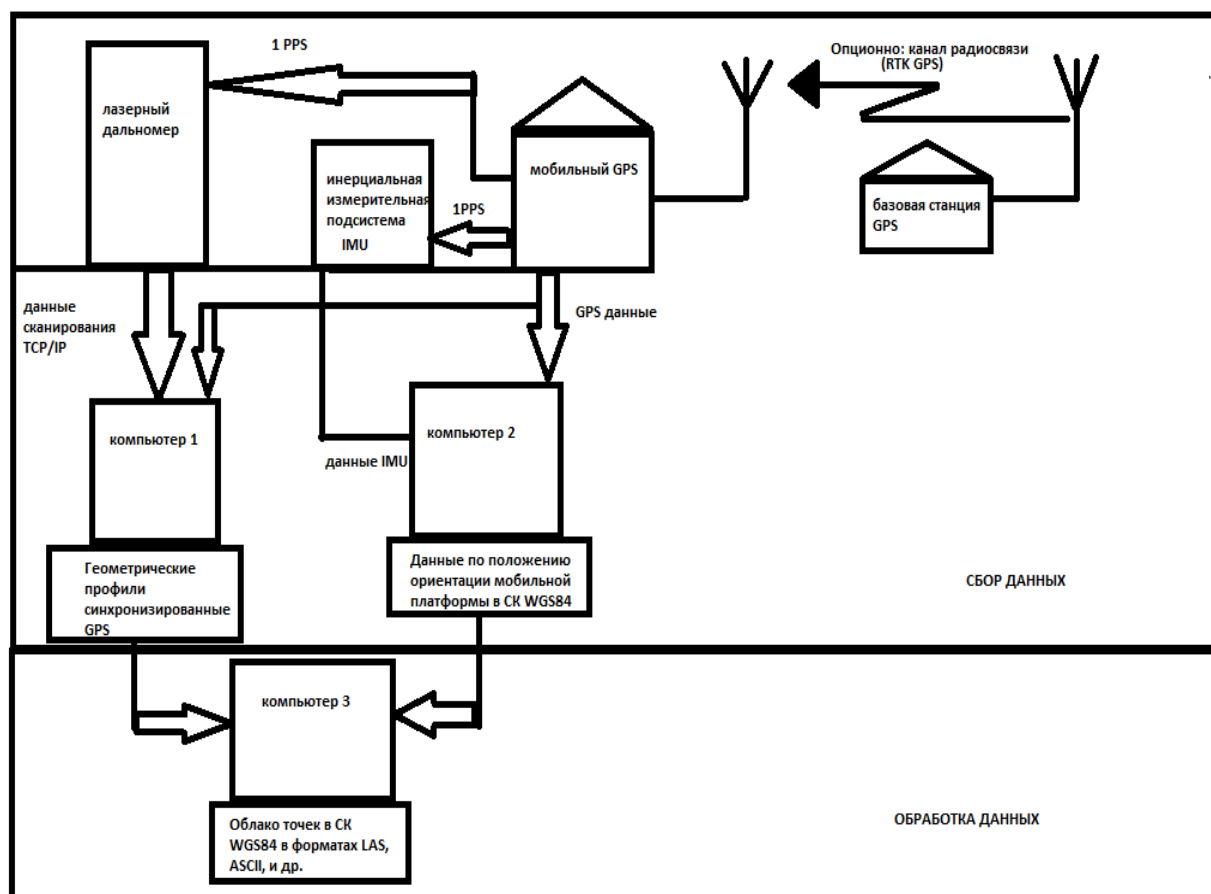 1 PPS
Опционно: канал радиосвязи
(RTK GPS)
лазерный
дальномер
инерциальная
измерительная
подсистема
IMU
1PPS
мобильный GPS
базовая станция
GPS
данные
сканирования
TCP/IP
GPS данные
компьютер 1
компьютер 2
данные IMU
Геометрические
профили
синхронизированные
GPS
Данные по положению
ориентации мобильной
платформы в СК WGS84
СБОР ДАННЫХ
компьютер 3
Облако точек в СК
WGS84 в форматах LAS,
ASCII, и др.
ОБРАБОТКА ДАННЫХ